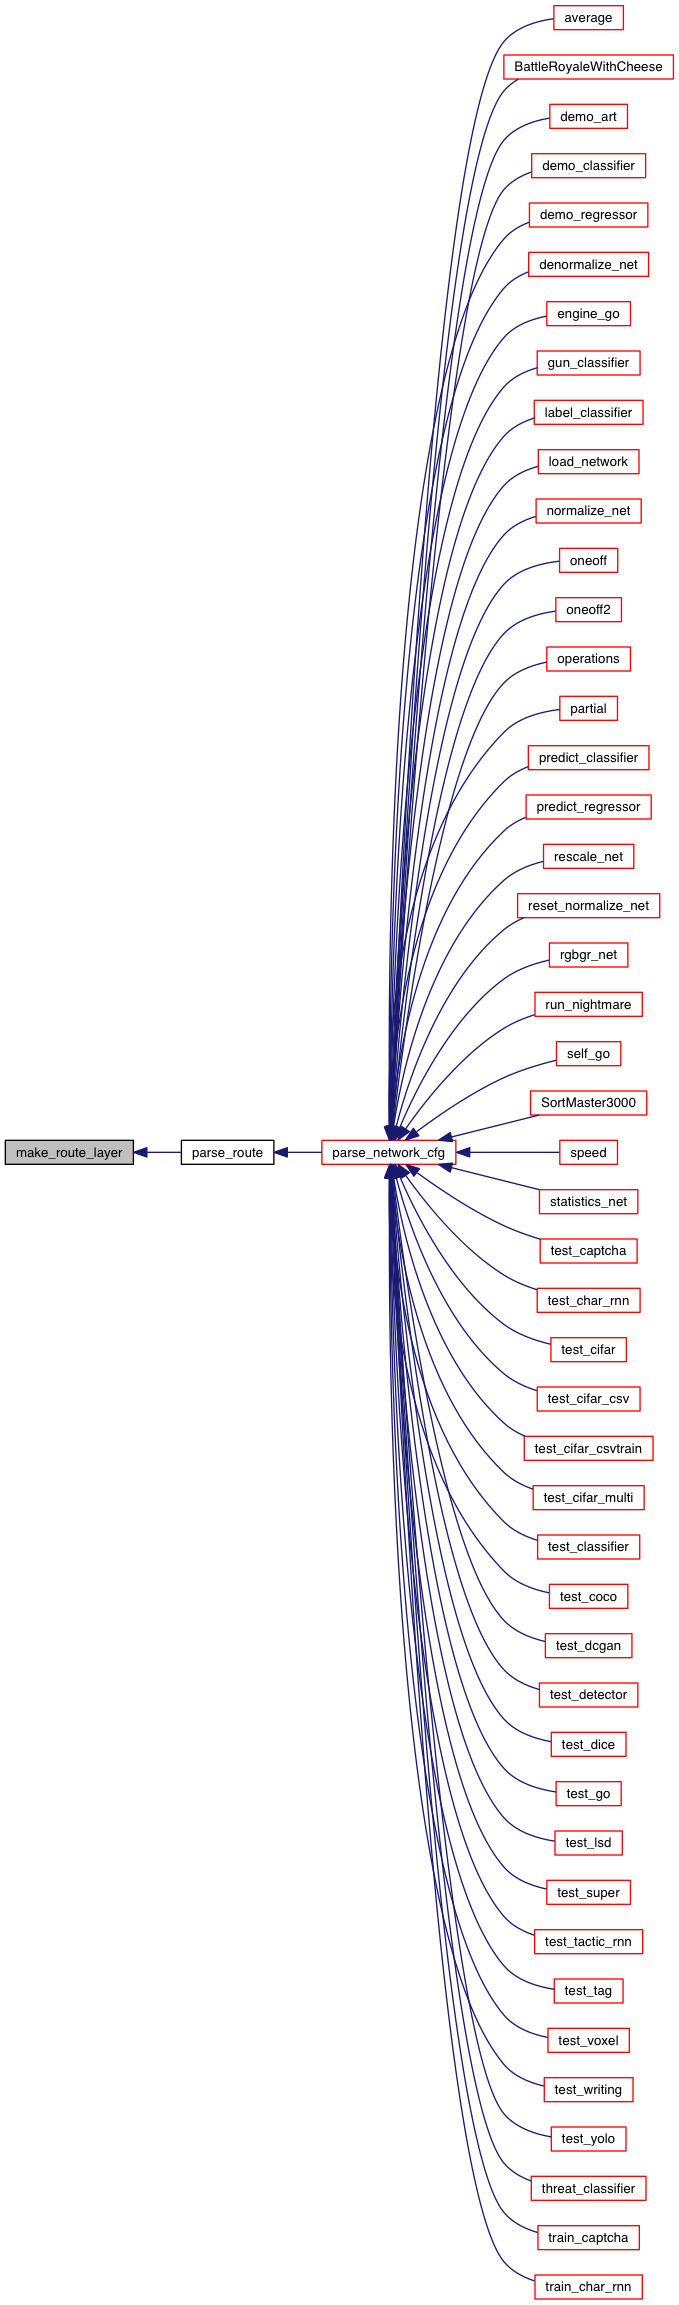 average
BattleRoyaleWithCheese
demo_art
demo_classifier
demo_regressor
denormalize_net
engine_go
gun_classifier
label_classifier
load_network
normalize_net
oneoff
oneoff2
operations
partial
predict_classifier
predict_regressor
rescale_net
reset_normalize_net
rgbgr_net
run_nightmare
self_go
SortMaster3000
make_route_layer
parse_route
parse_network_cfg
speed
statistics_net
test_captcha
test_char_rnn
test_cifar
test_cifar_csv
test_cifar_csvtrain
test_cifar_multi
test_classifier
test_coco
test_dcgan
test_detector
test_dice
test_go
test_lsd
test_super
test_tactic_rnn
test_tag
test_voxel
test_writing
test_yolo
threat_classifier
train_captcha
train_char_rnn